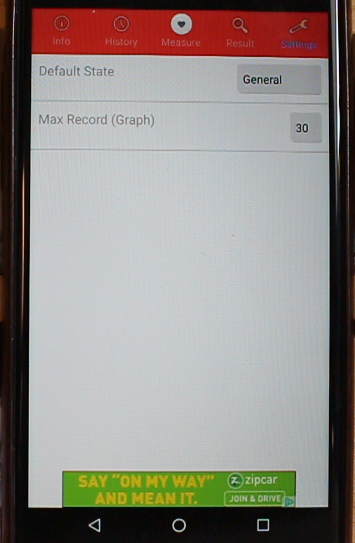 Info History Measure Result Settings
Default State General
Max Record (Graph) 30
SAY "ON MY WAY" zipcar
AND MEAN IT. JOIN & DRIVE